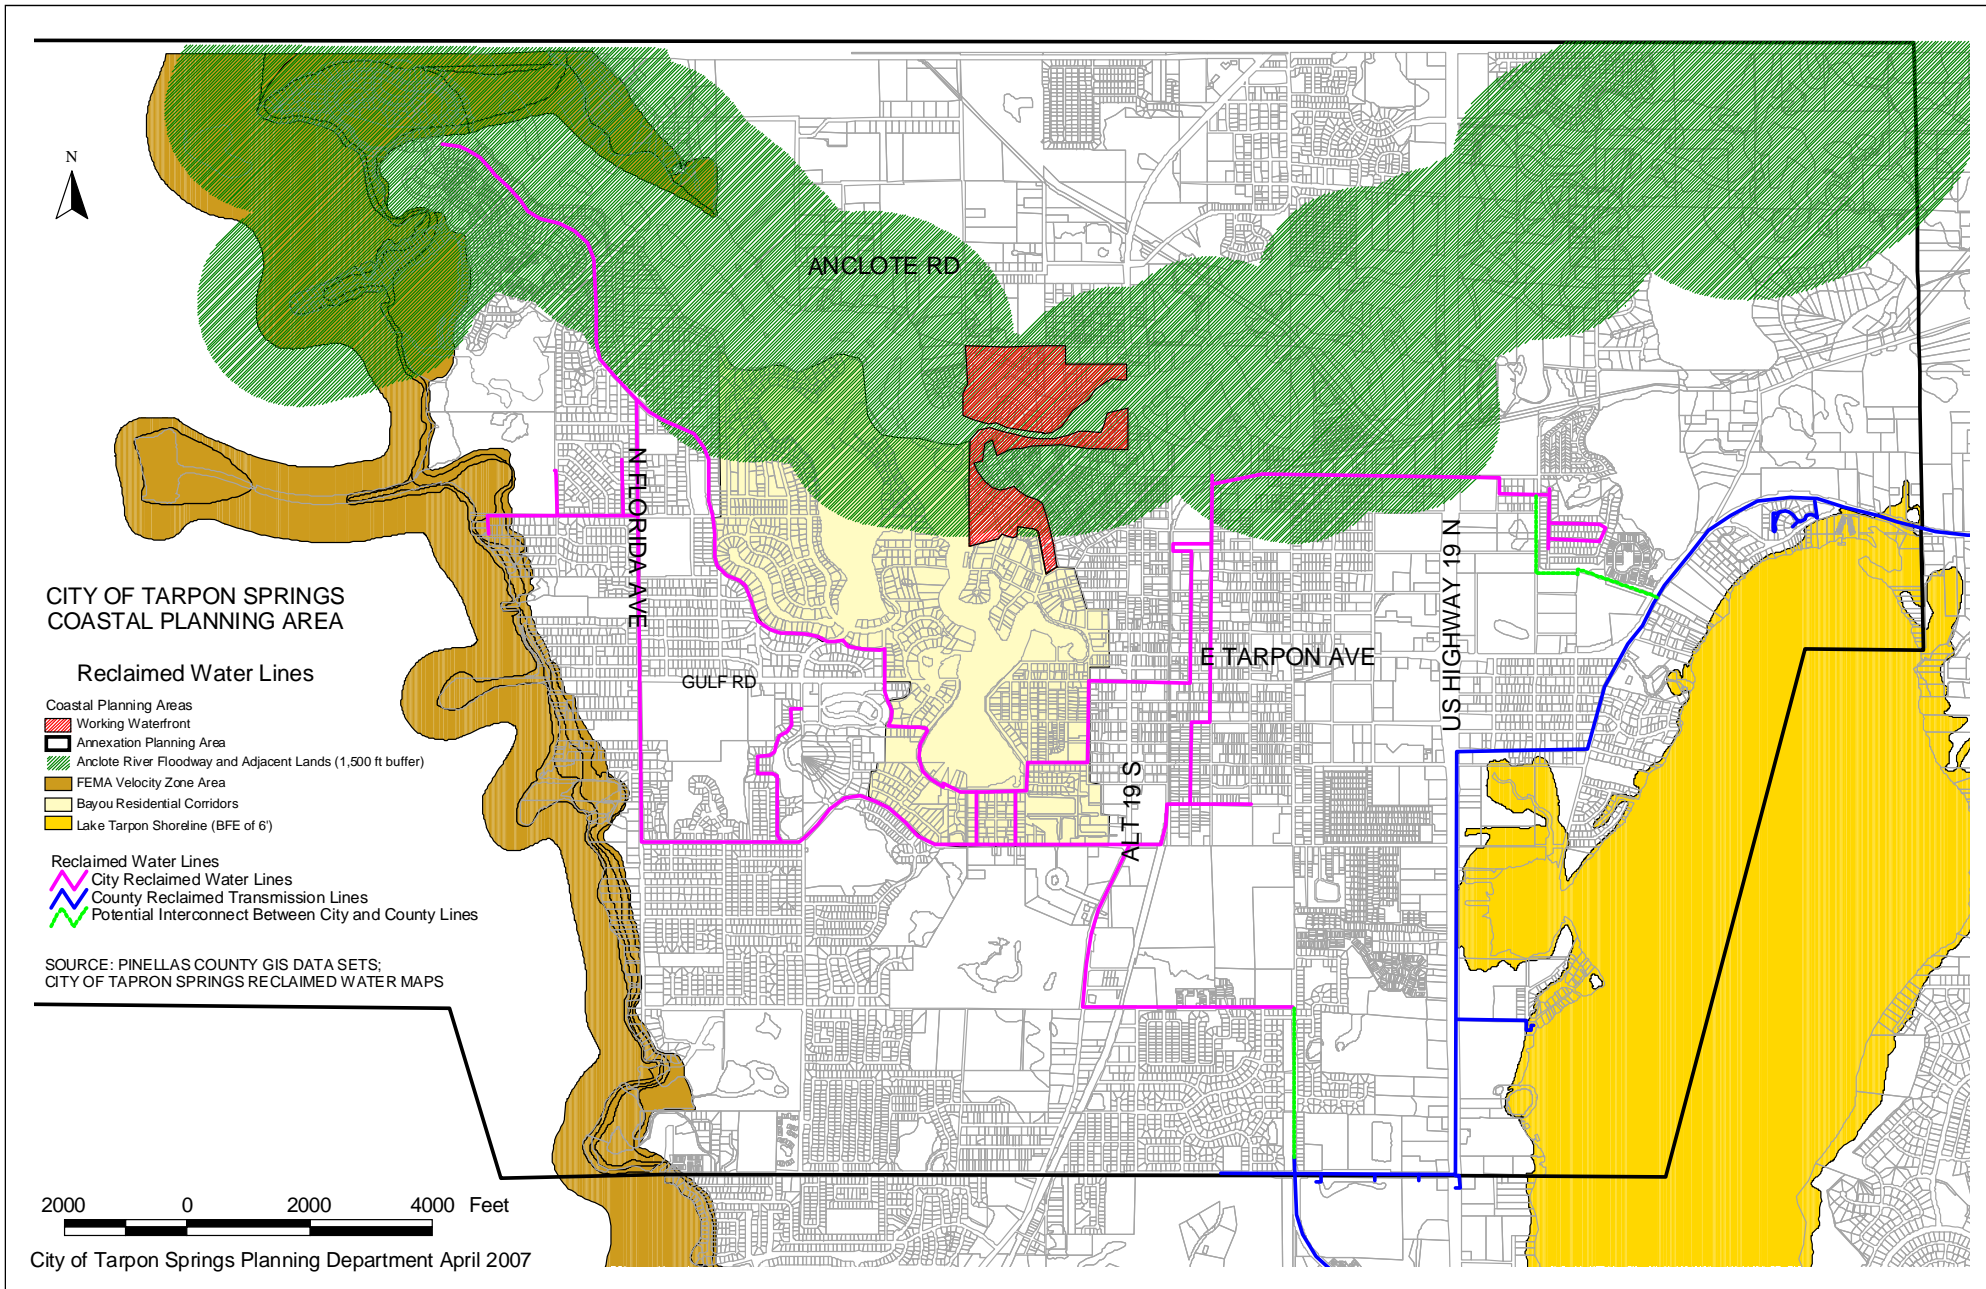 N
ANCLOTE RD
N FLORIDA AVE
US HIGHWAY 19 N
CITY OF TARPON SPRINGS
COASTAL PLANNING AREA
E TARPON AVE
Reclaimed Water Lines
GULF RD
Coastal Planning Areas
Working Waterfront
Annexation Planning Area
Anclote River Floodway and Adjacent Lands (1,500 ft buffer)
FEMA Velocity Zone Area
Bayou Residential Corridors
Lake Tarpon Shoreline (BFE of 6')
ALT 19 S
Reclaimed Water Lines
City Reclaimed Water Lines
County Reclaimed Transmission Lines
Potential Interconnect Between City and County Lines
SOURCE: PINELLAS COUNTY GIS DATA SETS;
CITY OF TAPRON SPRINGS RECLAIMED WATER MAPS
2000 0 2000 4000 Feet
City of Tarpon Springs Planning Department April 2007